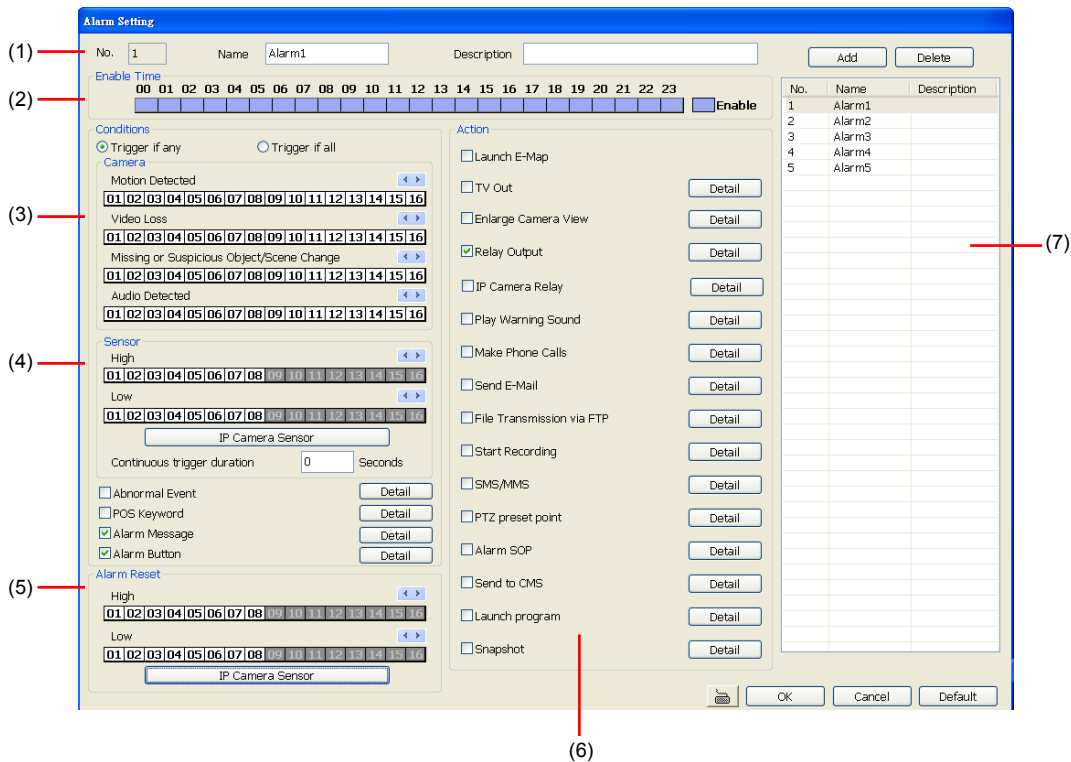 Alarm Setting
(1)
No. 1 Name Alarm1 Description
Add Delete
Enable Time
(2)
00 01 02 03 04 05 06 07 08 09 10 11 12 13 14 15 16 17 18 19 20 21 22 23
Enable
Conditions
Trigger if any Trigger if all
(3)
Camera
Motion Detected
01 02 03 04 05 06 07 08 09 10 11 12 13 14 15 16
Video Loss
01 02 03 04 05 06 07 08 09 10 11 12 13 14 15 16
Missing or Suspicious Object/Scene Change
01 02 03 04 05 06 07 08 09 10 11 12 13 14 15 16
Audio Detected
01 02 03 04 05 06 07 08 09 10 11 12 13 14 15 16
(4)
Sensor
High
01 02 03 04 05 06 07 08 09 10 11 12 13 14 15 16
Low
01 02 03 04 05 06 07 08 09 10 11 12 13 14 15 16
IP Camera Sensor
Continuous trigger duration 0 Seconds
Abnormal Event Detail
POS Keyword Detail
Alarm Message Detail
Alarm Button Detail
(5)
Alarm Reset
High
01 02 03 04 05 06 07 08 09 10 11 12 13 14 15 16
Low
01 02 03 04 05 06 07 08 09 10 11 12 13 14 15 16
IP Camera Sensor
Action
Launch E-Map
TV Out Detail
Enlarge Camera View Detail
Relay Output Detail
IP Camera Relay Detail
Play Warning Sound Detail
Make Phone Calls Detail
Send E-Mail Detail
File Transmission via FTP Detail
Start Recording Detail
SMS/MMS Detail
PTZ preset point Detail
Alarm SOP Detail
Send to CMS Detail
Launch program Detail
Snapshot Detail
(6)
No. Name Description
1 Alarm1
2 Alarm2
3 Alarm3
4 Alarm4
5 Alarm5
(7)
OK Cancel Default